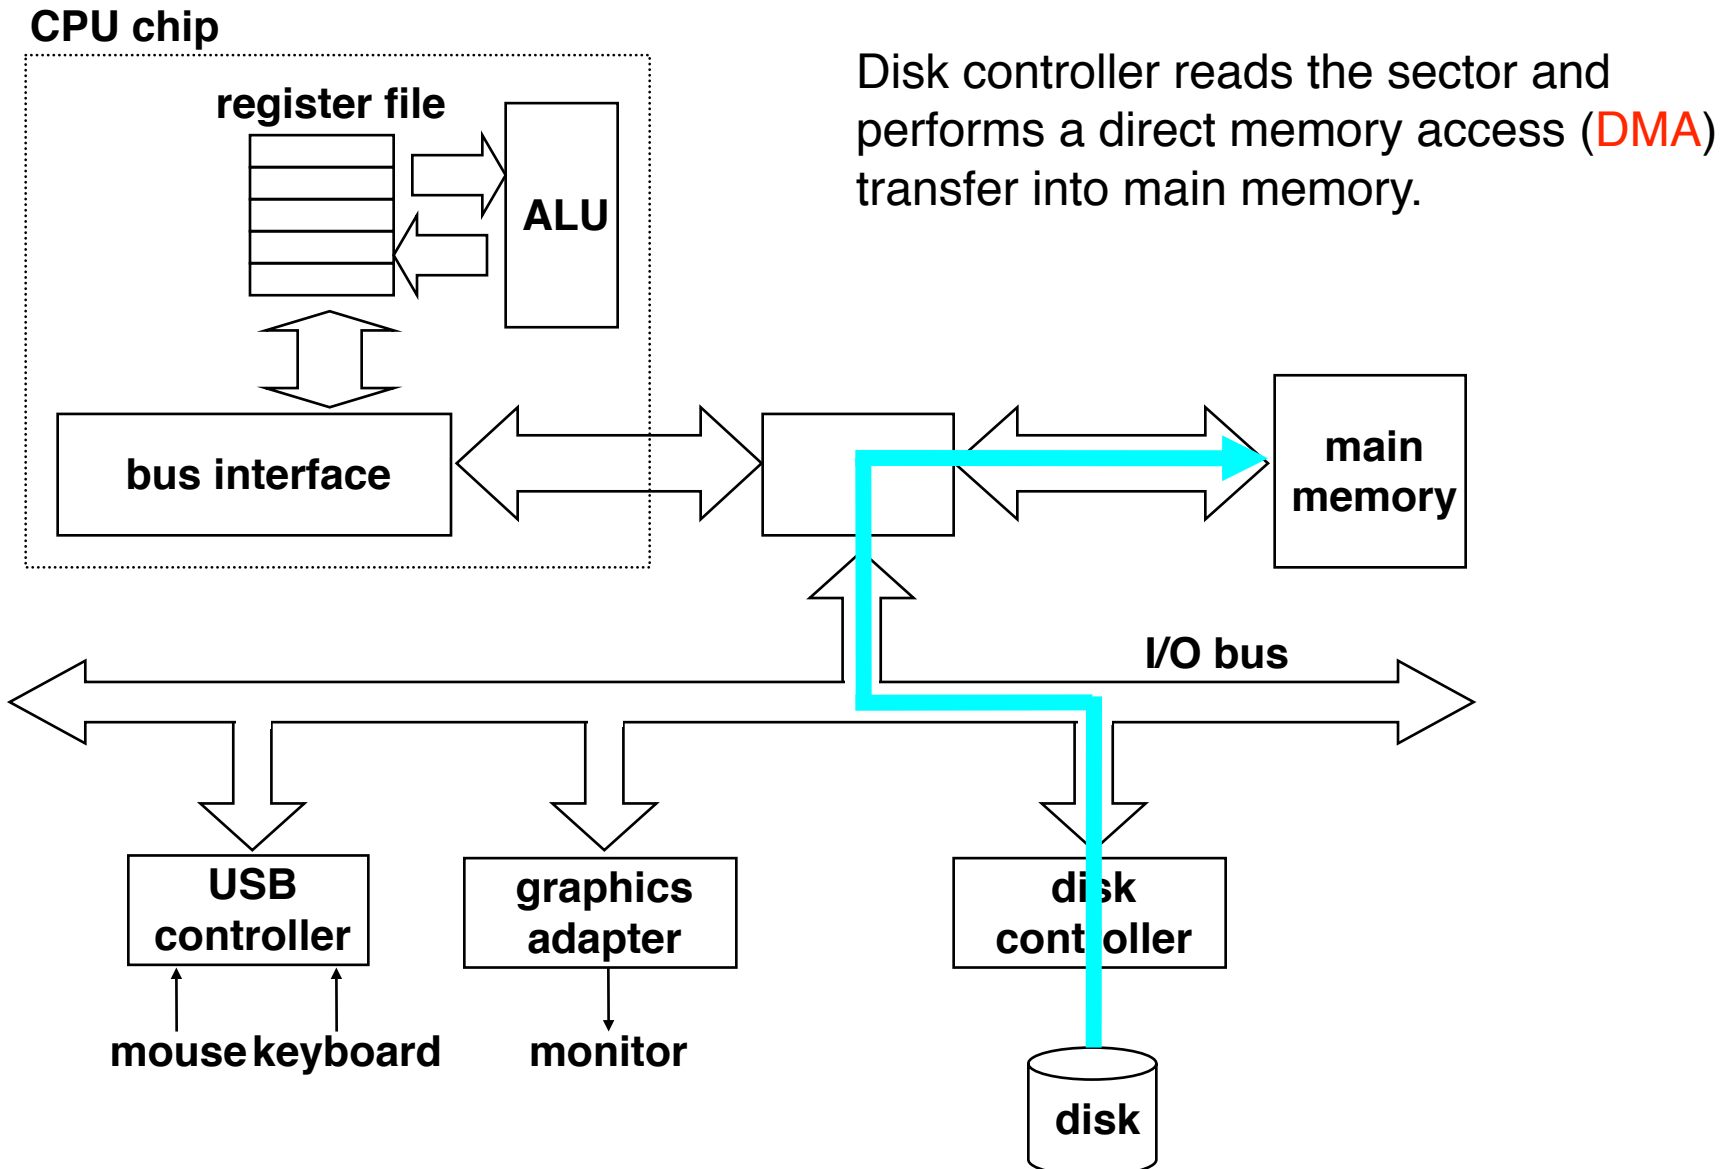 CPU chip
Disk controller reads the sector and
performs a direct memory access (DMA)
transfer into main memory.
register file
ALU
bus interface
main
memory
I/O bus
USB
controller
graphics
adapter
disk
controller
mouse keyboard
monitor
disk